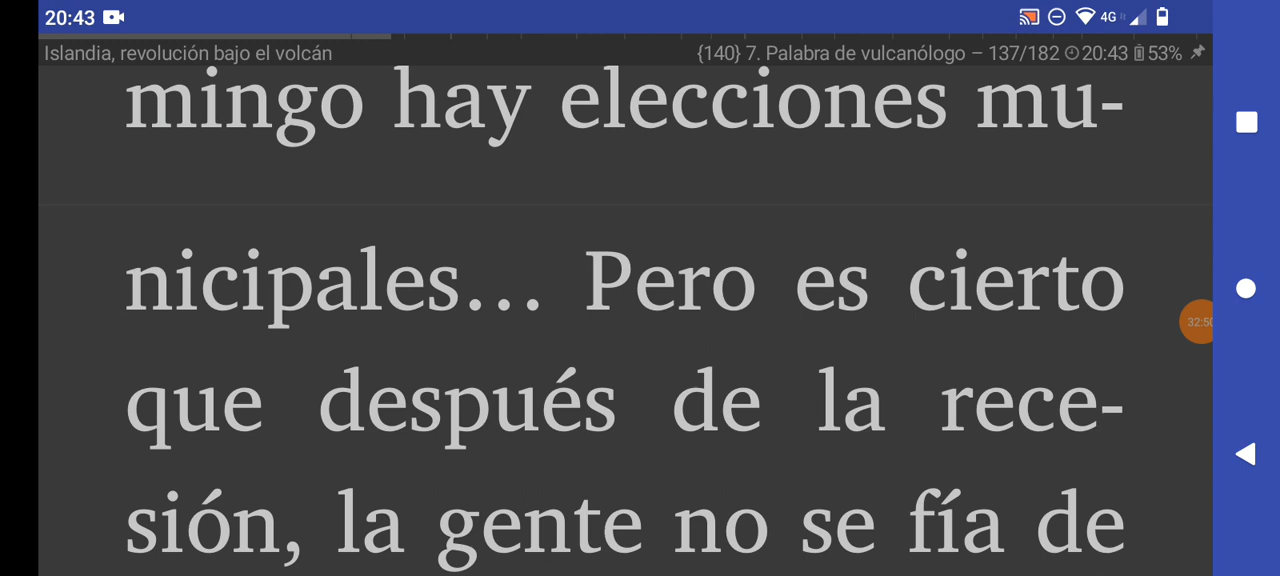 20:43
4G
Islandia, revolución bajo el volcán
{140} 7. Palabra de vulcanólogo – 137/182 20:43 53%
mingo hay elecciones mu-
nicipales... Pero es cierto
32:50
que después de la rece-
sión, la gente no se fía de